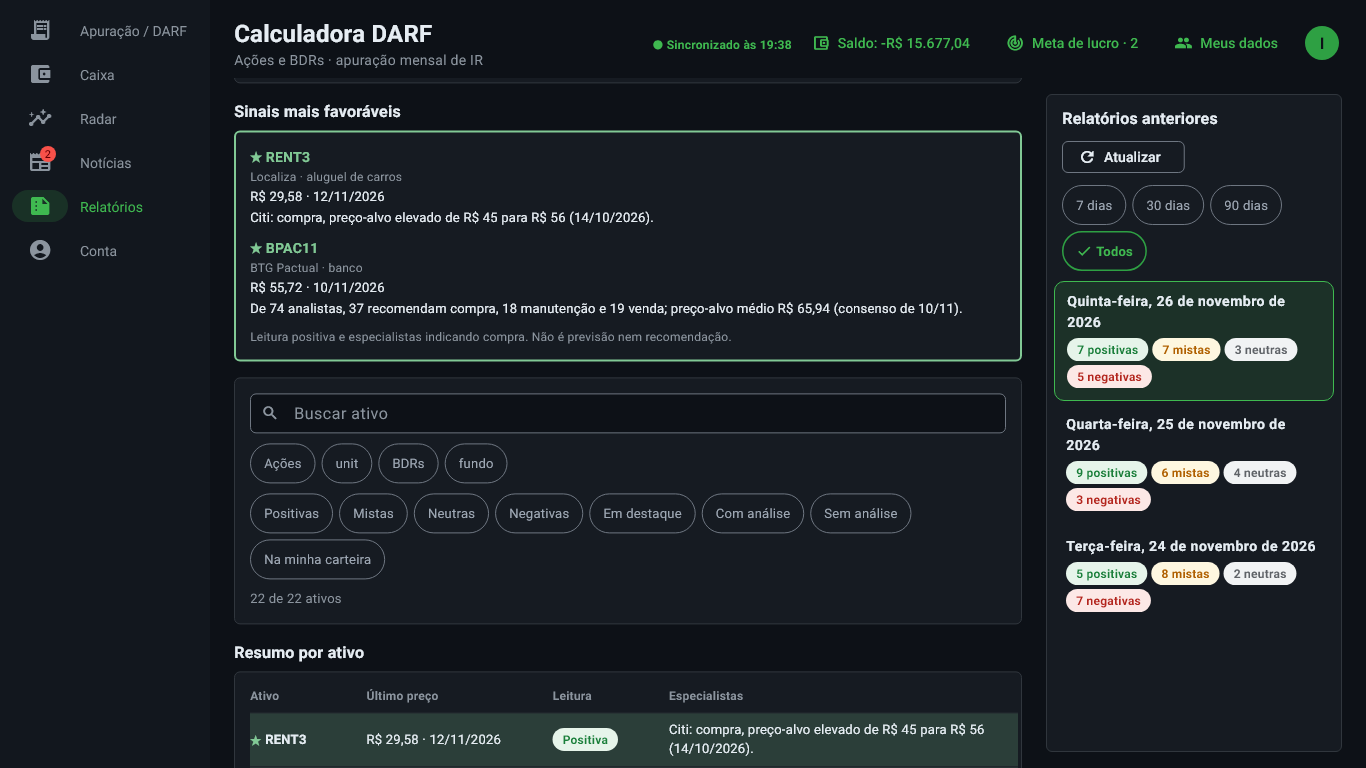 Apuração / DARF
Caixa
Radar
2
Notícias
Relatórios
Conta
Calculadora DARF
Ações e BDRs · apuração mensal de IR
Sincronizado às 19:38
Saldo: -R$ 15.677,04
Meta de lucro · 2
Meus dados
I
Sinais mais favoráveis
★ RENT3
Localiza · aluguel de carros
R$ 29,58 · 12/11/2026
Citi: compra, preço-alvo elevado de R$ 45 para R$ 56 (14/10/2026).
★ BPAC11
BTG Pactual · banco
R$ 55,72 · 10/11/2026
De 74 analistas, 37 recomendam compra, 18 manutenção e 19 venda; preço-alvo médio R$ 65,94 (consenso de 10/11).
Leitura positiva e especialistas indicando compra. Não é previsão nem recomendação.
Buscar ativo
Ações unit BDRs fundo
Positivas Mistas Neutras Negativas Em destaque Com análise Sem análise
Na minha carteira
22 de 22 ativos
Resumo por ativo
Ativo Último preço Leitura Especialistas
★ RENT3 R$ 29,58 · 12/11/2026 Positiva Citi: compra, preço-alvo elevado de R$ 45 para R$ 56
(14/10/2026).
Relatórios anteriores
Atualizar
7 dias 30 dias 90 dias
Todos
Quinta-feira, 26 de novembro de
2026
7 positivas 7 mistas 3 neutras
5 negativas
Quarta-feira, 25 de novembro de
2026
9 positivas 6 mistas 4 neutras
3 negativas
Terça-feira, 24 de novembro de 2026
5 positivas 8 mistas 2 neutras
7 negativas